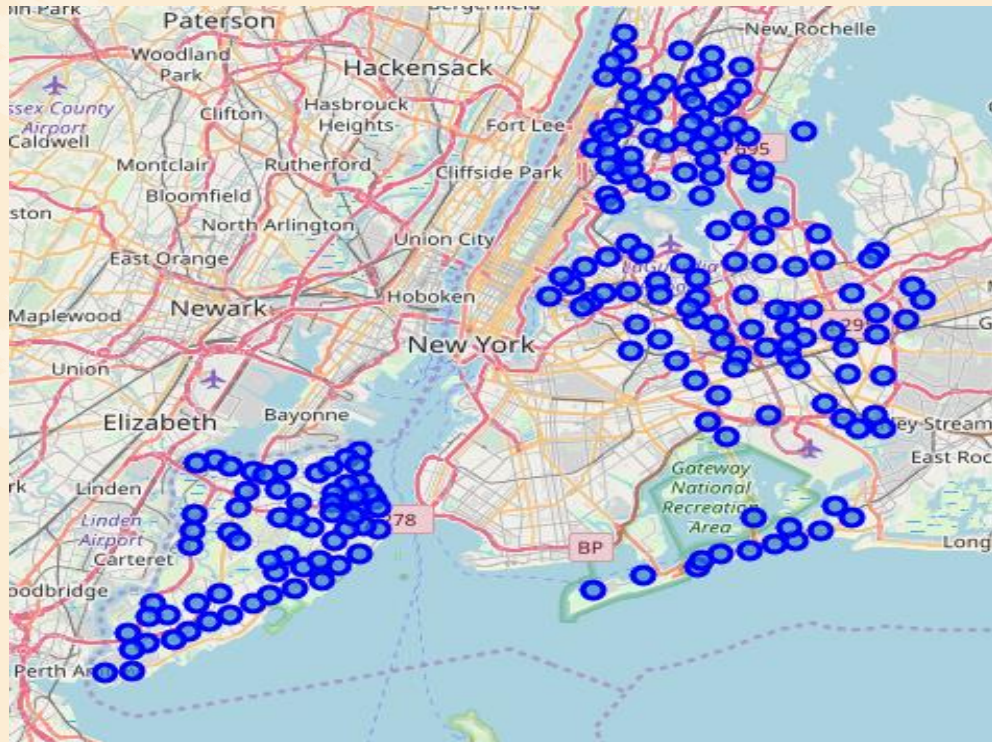 Paterson
New Rochelle
Woodland
Park
Hackensack
Hasbrouck
Heights
Clifton
Fort Lee
Airport
Caldwell
695
Montclair
Rutherford
Cliffside Park
Bloomfield
North Arlington
Union City
East Orange
Newark
Hoboken
Maplewood
New York
Union
Bayonne
Elizabeth
East Roc
Gateway
National
Recreation
Area
Linden
Linden
Airport
278
BP
Long
Carteret
oodbridge